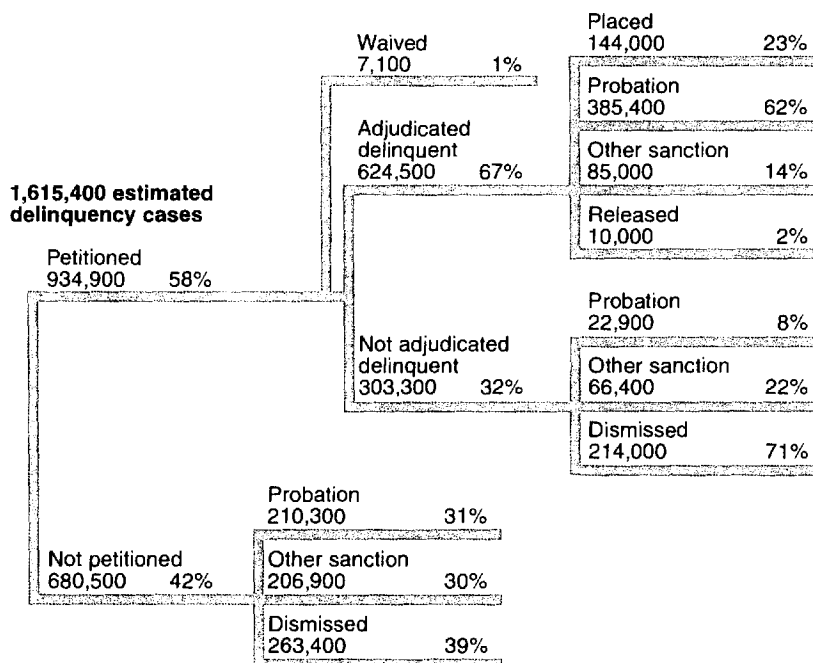 1,615,400 estimated
delinquency cases
Petitioned
934,900 58%
Waived
7,100 1%
Adjudicated
delinquent
624,500 67%
Placed
144,000 23%
Probation
385,400 62%
Other sanction
85,000 14%
Released
10,000 2%
Not adjudicated
delinquent
303,300 32%
Probation
22,900 8%
Other sanction
66,400 22%
Dismissed
214,000 71%
Not petitioned
680,500 42%
Probation
210,300 31%
Other sanction
206,900 30%
Dismissed
263,400 39%